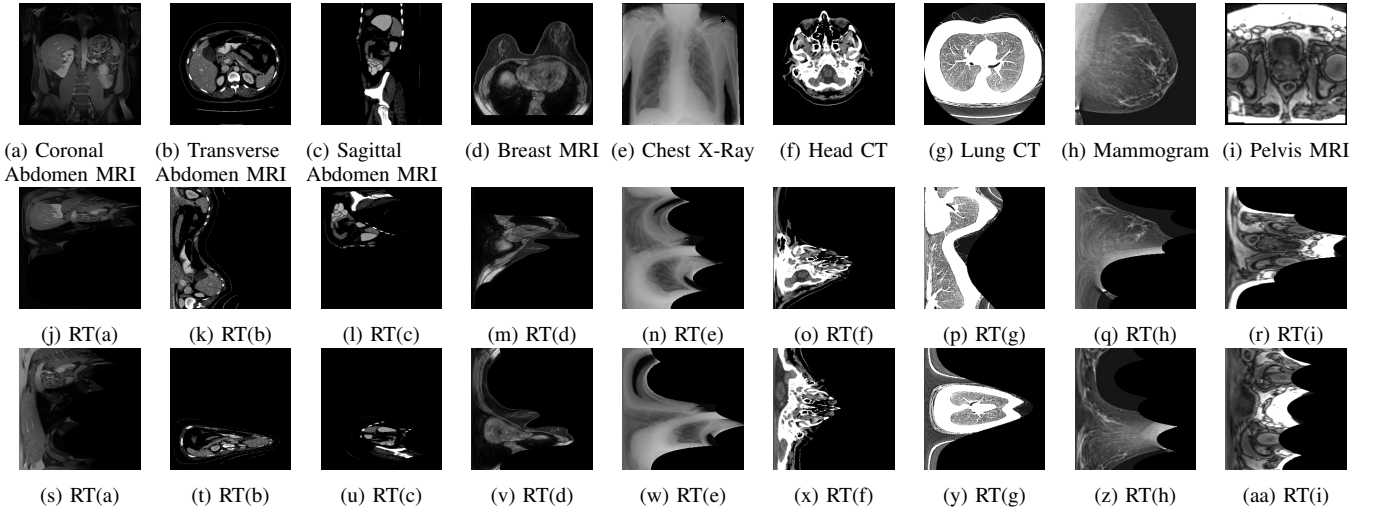 (a) Coronal Abdomen MRI
(b) Transverse Abdomen MRI
(c) Sagittal Abdomen MRI
(d) Breast MRI
(e) Chest X-Ray
(f) Head CT
(g) Lung CT
(h) Mammogram
(i) Pelvis MRI
(j) RT(a)
(k) RT(b)
(l) RT(c)
(m) RT(d)
(n) RT(e)
(o) RT(f)
(p) RT(g)
(q) RT(h)
(r) RT(i)
(s) RT(a)
(t) RT(b)
(u) RT(c)
(v) RT(d)
(w) RT(e)
(x) RT(f)
(y) RT(g)
(z) RT(h)
(aa) RT(i)